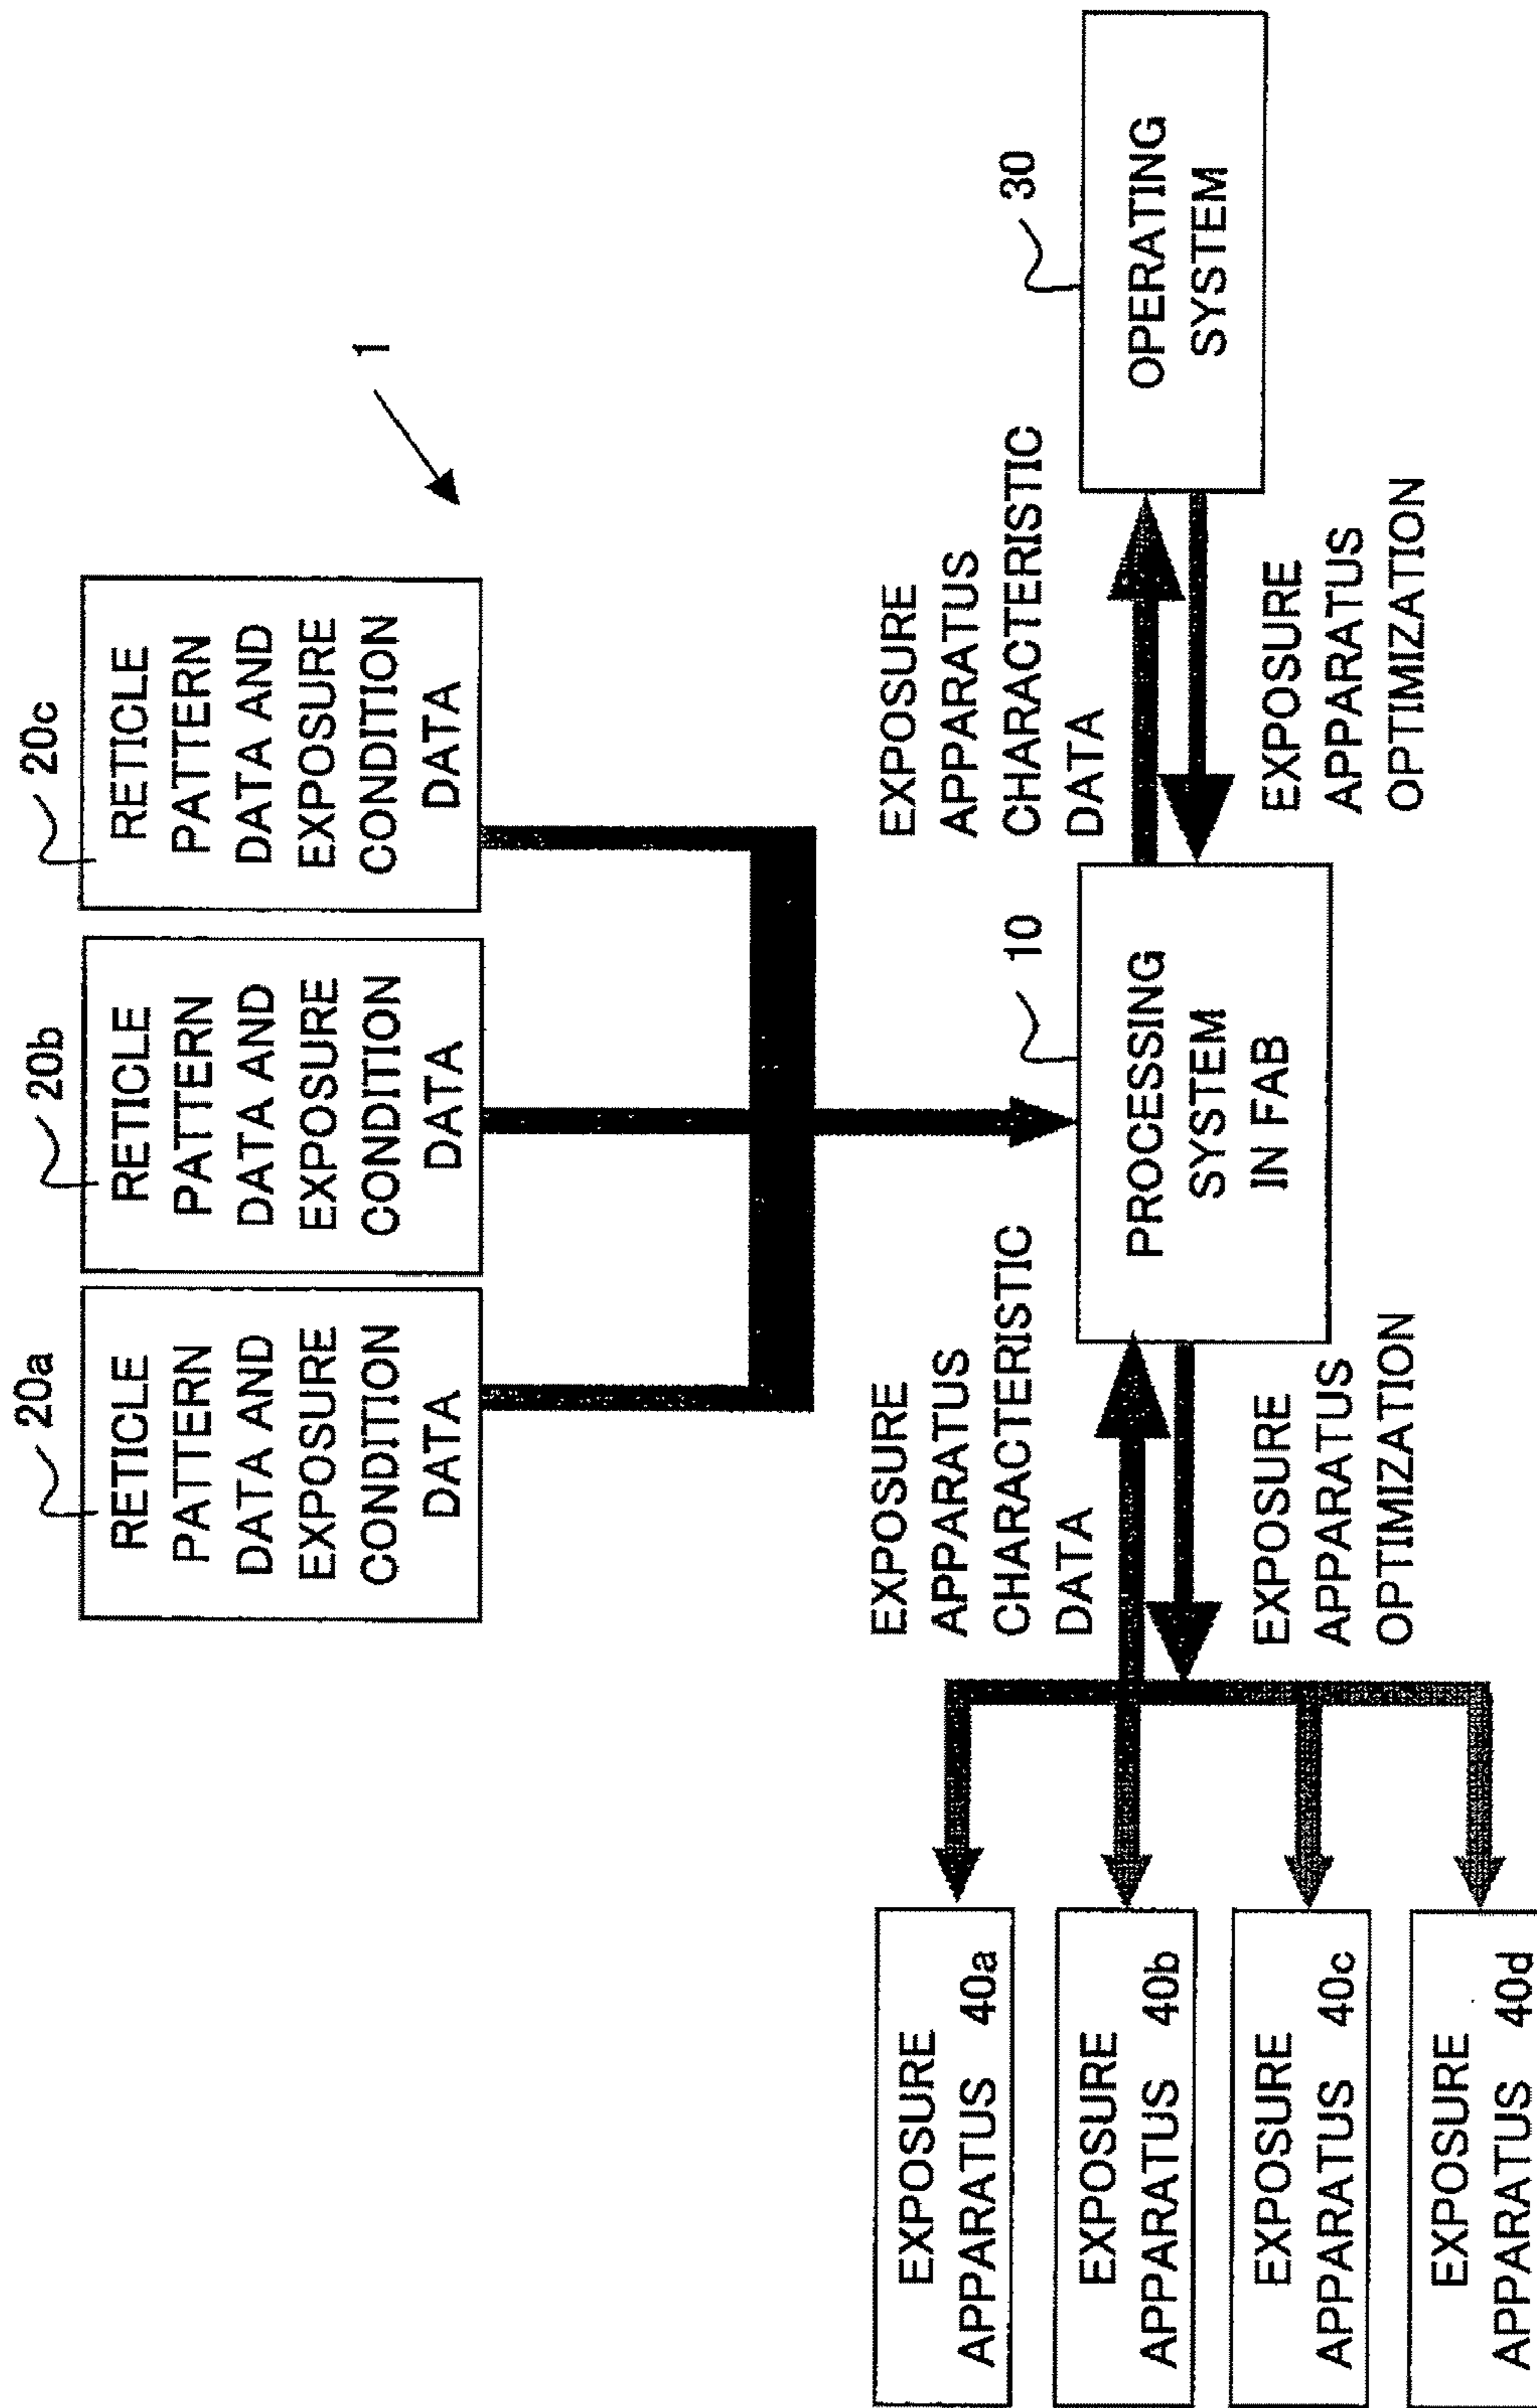 1
20a
RETICLE
PATTERN
DATA AND
EXPOSURE
CONDITION
DATA
20b
RETICLE
PATTERN
DATA AND
EXPOSURE
CONDITION
DATA
20c
RETICLE
PATTERN
DATA AND
EXPOSURE
CONDITION
DATA
EXPOSURE
APPARATUS 40a
EXPOSURE
APPARATUS 40b
EXPOSURE
APPARATUS 40c
EXPOSURE
APPARATUS 40d
EXPOSURE
APPARATUS
CHARACTERISTIC
DATA
EXPOSURE
APPARATUS
OPTIMIZATION
10
PROCESSING
SYSTEM
IN FAB
EXPOSURE
APPARATUS
CHARACTERISTIC
DATA
EXPOSURE
APPARATUS
OPTIMIZATION
30
OPERATING
SYSTEM